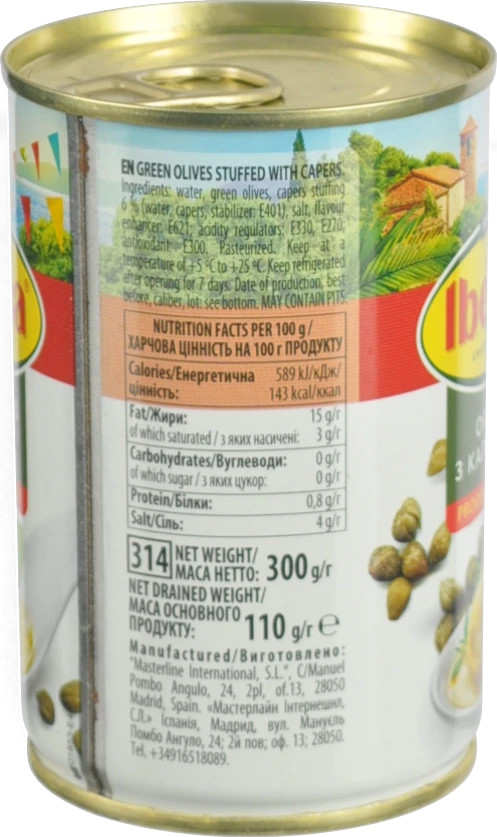 EN GREEN OLIVES STUFFED WITH CAPERS.
Ingredients: water, green olives, capers stuffing
6 % (water, capers, stabilizer: E401), salt, flavour
enhancer: E621; acidity regulators: E330, E270;
antioxidant: E300. Pasteurized. Keep at a
temperature of +5 °C to +25 °C. Keep refrigerated
after opening for 7 days. Date of production, best
before, caliber, lot: see bottom. MAY CONTAIN PITS
NUTRITION FACTS PER 100 g /
ХАРЧОВА ЦІННІСТЬ НА 100 г ПРОДУКТУ
Calories/Енергетична 589 kJ/кДж/
цінність: 143 kcal/ккал
Fat/Жири: 15 g/г
of which saturated / з яких насичені: 3 g/г
Carbohydrates/Вуглеводи: 0 g/г
of which sugar / з яких цукор: 0 g/г
Protein/Білки: 0,8 g/г
Salt/Сіль: 4 g/г
314 NET WEIGHT/
МАСА НЕТТО: 300 g/г
NET DRAINED WEIGHT/
МАСА ОСНОВНОГО
ПРОДУКТУ: 110 g/г ℮
Manufactured/Виготовлено:
"Masterline International, S.L.", C/Manuel
Pombo Angulo, 24, 2pl, of.13, 28050
Madrid, Spain. «Мастерлайн Інтернешнл,
С.Л.» Іспанія, Мадрид, вул. Мануель
Помбо Ангуло, 24; 2й пов; оф. 13; 28050.
Tel. +34916518089.
Ibe
З КА